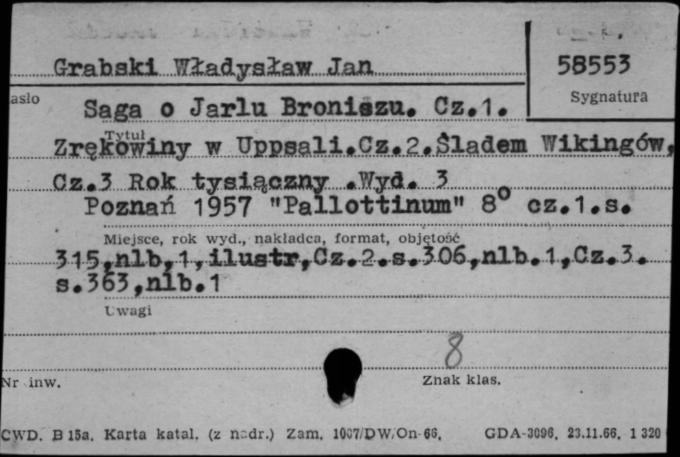 Grabski Władysław Jan
58553
Sygnatura
asło
Saga o Jarlu Broniszu. Cz.1.
Tytuł
Zrękowiny w Uppsali.Cz.2.Śladem Wikingów,
Cz.3 Rok tysiączny .Wyd. 3
Poznań 1957 "Pallottinum" 8° cz.1.s.
Miejsce, rok wyd., nakładca, format, objętość
315,nlb,1,ilustr,Cz.2.s.306,nlb.1,Cz.3.
s.363,nlb.1
Uwagi
8
Nr inw.
Znak klas.
CWD. B 15a. Karta katal. (z nadr.) Zam. 1007/DW/On-66. GDA-3096. 23.11.66. 1 320